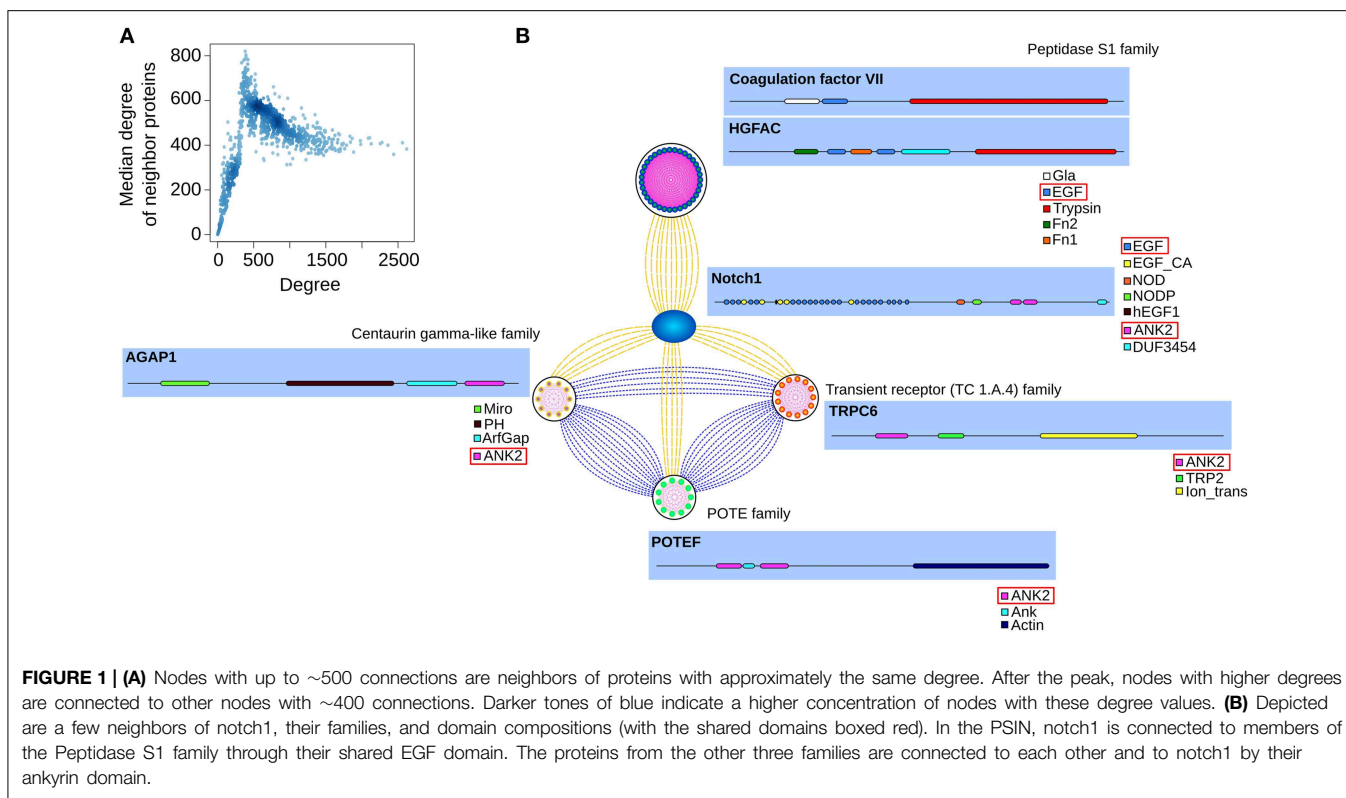 A
800
600
400
200
0
Median degree
of neighbor proteins
0
500
1500
2500
Degree
B
Peptidase S1 family
Coagulation factor VII
HGFAC
Gla
EGF
Trypsin
Fn2
Fn1
Notch1
EGF
EGF_CA
NOD
NODP
hEGF1
ANK2
DUF3454
Centaurin gamma-like family
AGAP1
Miro
PH
ArfGap
ANK2
Transient receptor (TC 1.A.4) family
TRPC6
ANK2
TRP2
Ion_trans
POTE family
POTEF
ANK2
Ank
Actin
FIGURE 1 | (A) Nodes with up to ~500 connections are neighbors of proteins with approximately the same degree. After the peak, nodes with higher degrees
are connected to other nodes with ~400 connections. Darker tones of blue indicate a higher concentration of nodes with these degree values. (B) Depicted
are a few neighbors of notch1, their families, and domain compositions (with the shared domains boxed red). In the PSIN, notch1 is connected to members of
the Peptidase S1 family through their shared EGF domain. The proteins from the other three families are connected to each other and to notch1 by their
ankyrin domain.